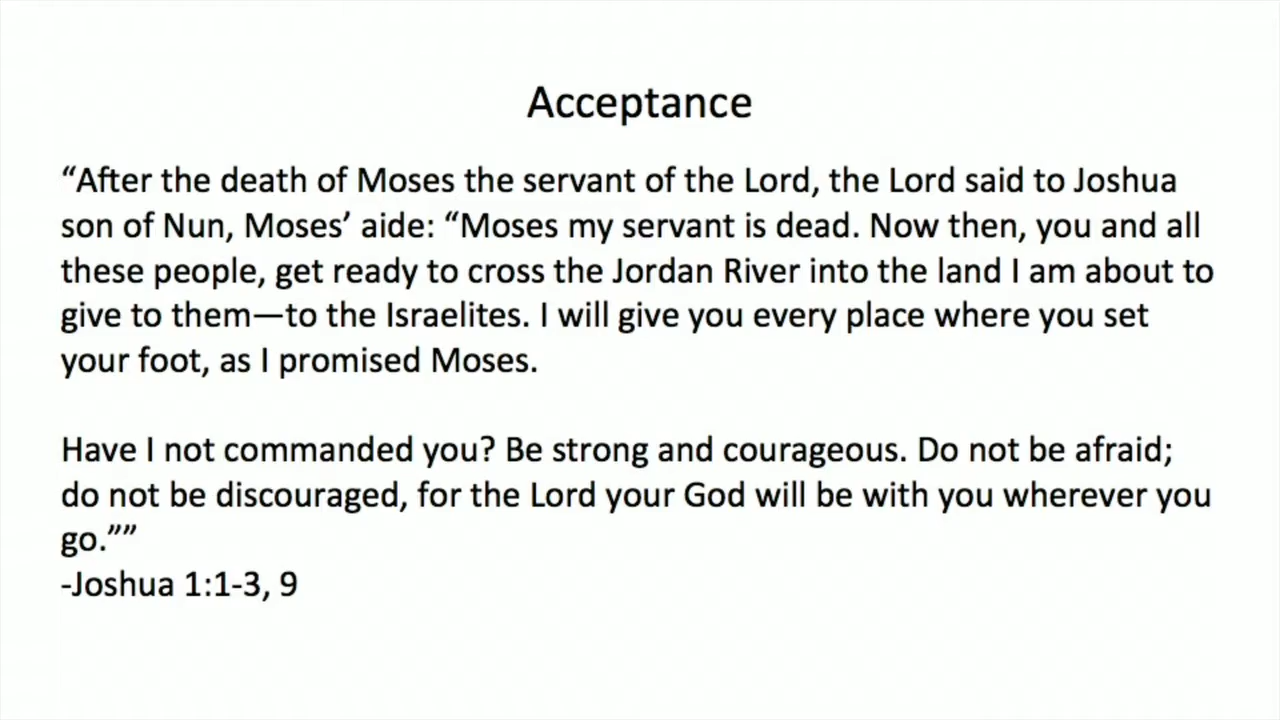 Acceptance
“After the death of Moses the servant of the Lord, the Lord said to Joshua
son of Nun, Moses’ aide: “Moses my servant is dead. Now then, you and all
these people, get ready to cross the Jordan River into the land I am about to
give to them—to the Israelites. I will give you every place where you set
your foot, as I promised Moses.
Have I not commanded you? Be strong and courageous. Do not be afraid;
do not be discouraged, for the Lord your God will be with you wherever you
go.””
-Joshua 1:1-3, 9